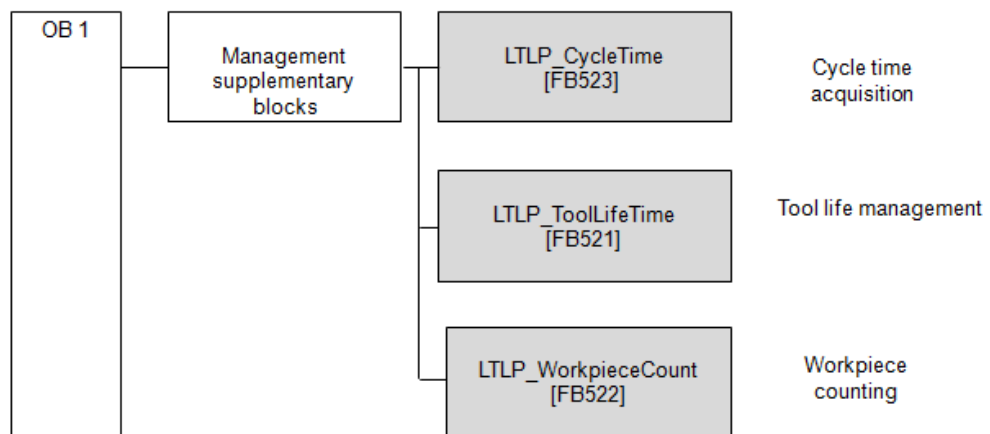 OB 1
Management
supplementary
blocks
LTLP_CycleTime
[FB523]
Cycle time
acquisition
LTLP_ToolLifeTime
[FB521]
Tool life management
LTLP_WorkpieceCount
[FB522]
Workpiece
counting